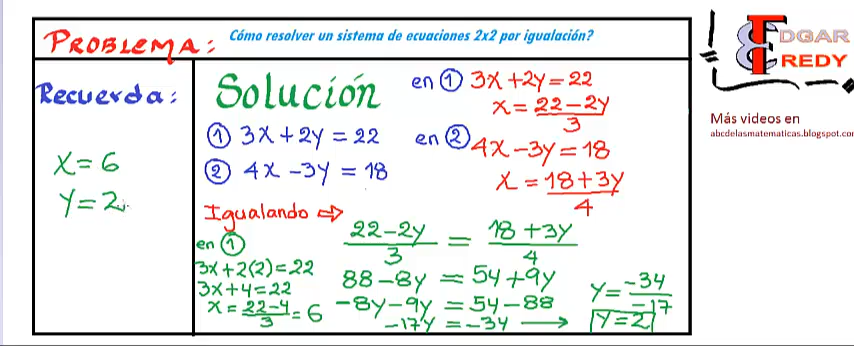 PROBLEMA:
Cómo resolver un sistema de ecuaciones 2x2 por igualación?
Recuerda:
X=6
Y=2
Solución
① 3X+2Y=22
② 4X-3Y=18
en ① 3X+2Y=22
X=22-2Y/3
en ② 4X-3Y=18
X=18+3Y/4
Igualando ⇨
22-2Y/3 = 18+3Y/4
88-8Y=54+9Y
-8Y-9Y=54-88
-17Y=-34 →
Y=-34/-17
Y=2
en ①
3X+2(2)=22
3X+4=22
X=22-4/3=6
EDGAR
FREDY
Más videos en
abcdelasmatematicas.blogspot.co